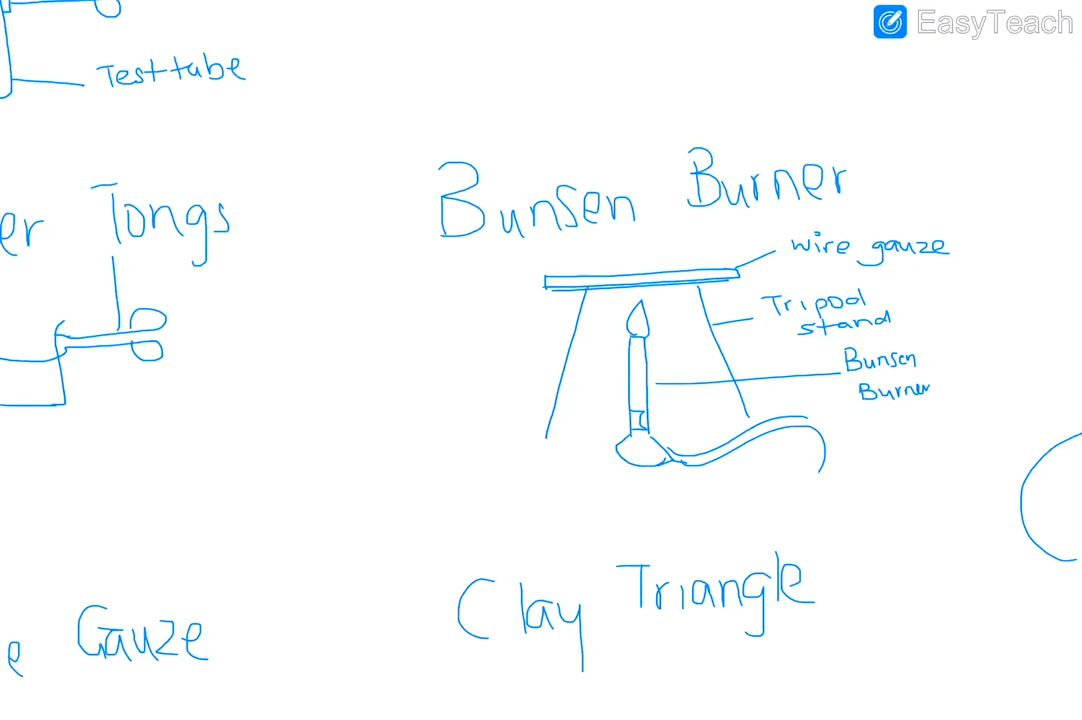 EasyTeach
Test tube
er Tongs
Bunsen Burner
wire gauze
Tripod
stand
Bunsen
Burner
Clay Triangle
e Gauze